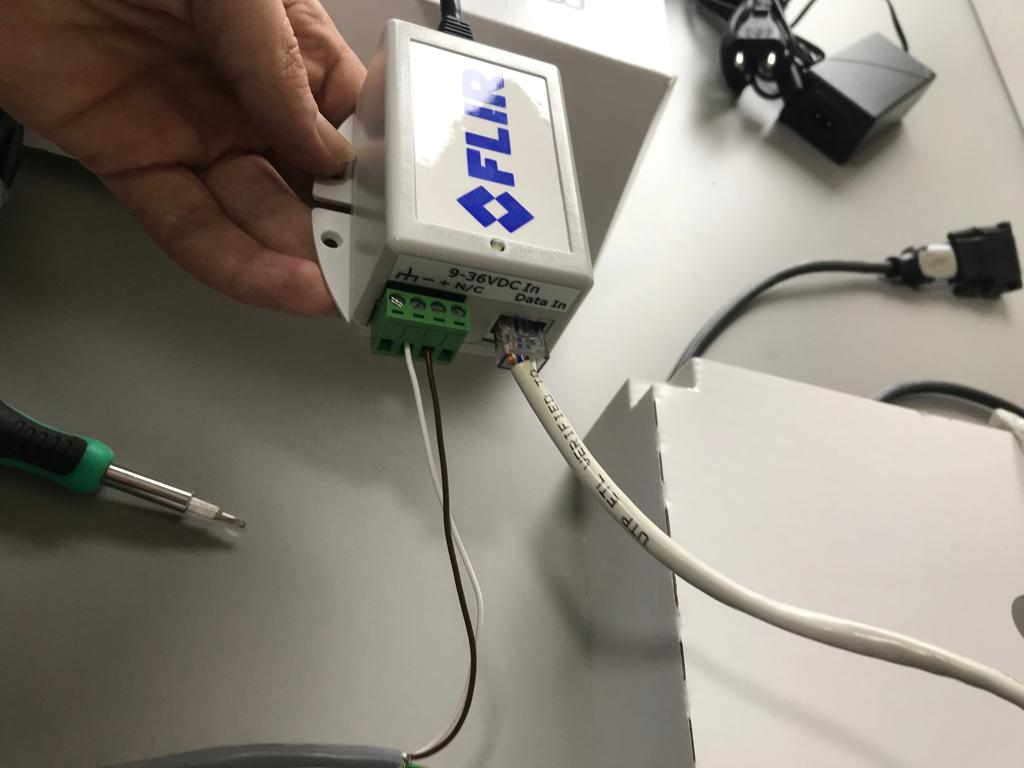 FLIR
9-36VDC In
- + N/C
Data In
UTP ETL VERIFIED